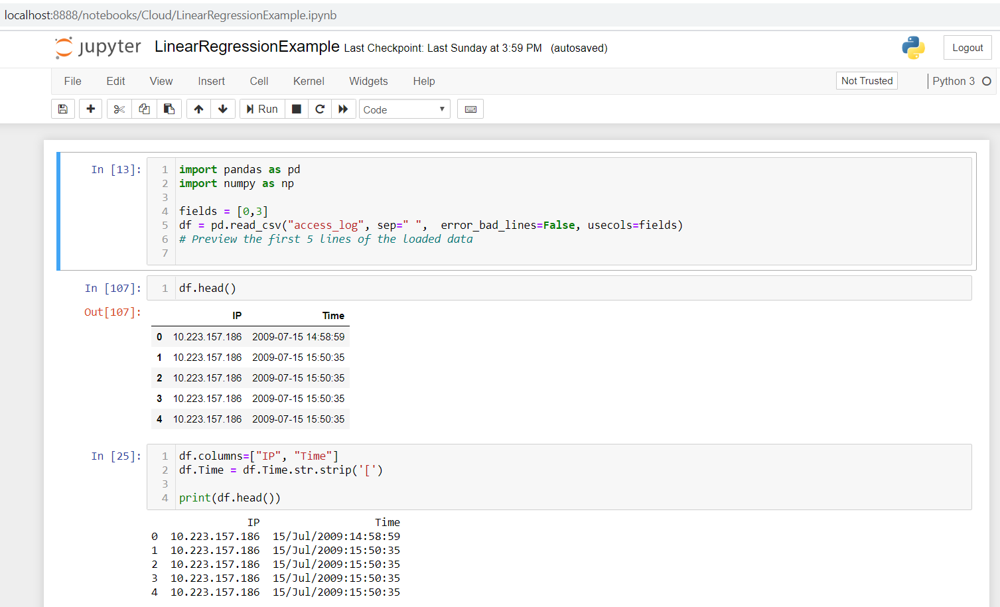 localhost:8888/notebooks/Cloud/LinearRegressionExample.ipynb
jupyter LinearRegressionExample Last Checkpoint: Last Sunday at 3:59 PM (autosaved) Logout
File Edit View Insert Cell Kernel Widgets Help Not Trusted Python 3
Run Code
In [13]: 1 import pandas as pd
2 import numpy as np
3
4 fields = [0,3]
5 df = pd.read_csv("access_log", sep=" ",  error_bad_lines=False, usecols=fields)
6 # Preview the first 5 lines of the loaded data
7
In [107]: 1 df.head()
Out[107]:
IP Time
0 10.223.157.186 2009-07-15 14:58:59
1 10.223.157.186 2009-07-15 15:50:35
2 10.223.157.186 2009-07-15 15:50:35
3 10.223.157.186 2009-07-15 15:50:35
4 10.223.157.186 2009-07-15 15:50:35
In [25]: 1 df.columns=["IP", "Time"]
2 df.Time = df.Time.str.strip('[')
3
4 print(df.head())
IP Time
0 10.223.157.186 15/Jul/2009:14:58:59
1 10.223.157.186 15/Jul/2009:15:50:35
2 10.223.157.186 15/Jul/2009:15:50:35
3 10.223.157.186 15/Jul/2009:15:50:35
4 10.223.157.186 15/Jul/2009:15:50:35